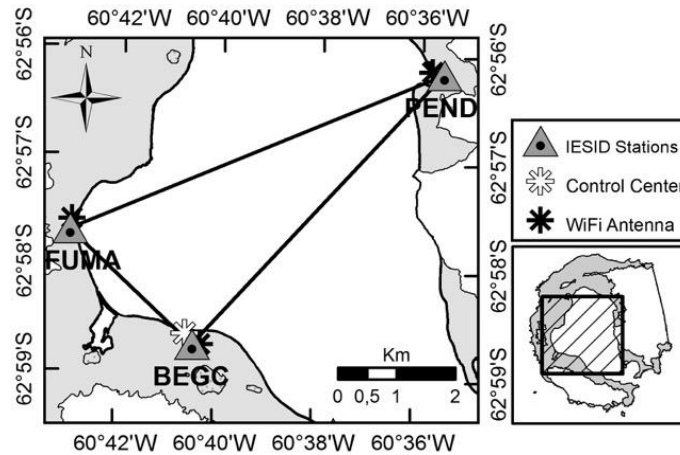 60°42'W 60°40'W 60°38'W 60°36'W
62°56'S
62°57'S
62°58'S
62°59'S
N
PEND
FUMA
BEGC
Km
0 0,5 1 2
62°56'S
62°57'S
62°58'S
62°59'S
60°42'W 60°40'W 60°38'W 60°36'W
IESID Stations
Control Center
WiFi Antenna